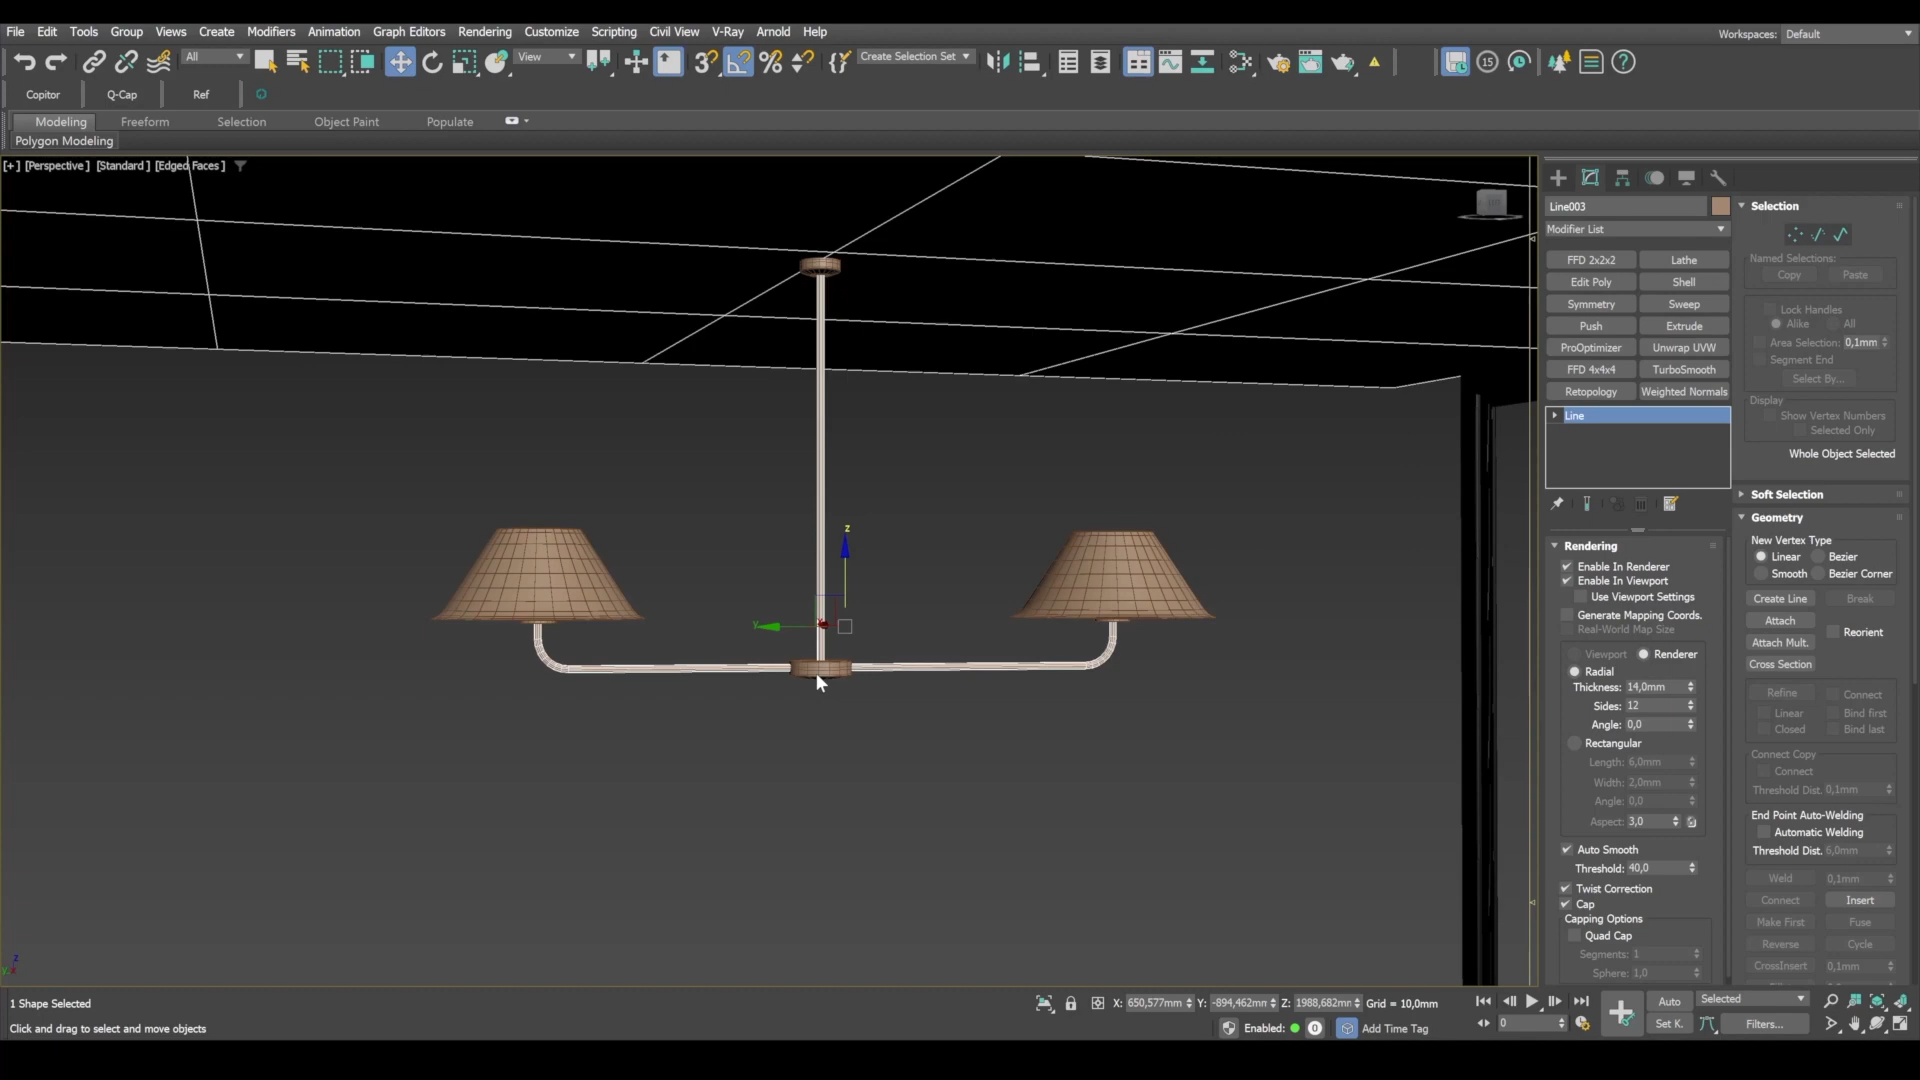 File Edit Tools Group Views Create Modifiers Animation Graph Editors Rendering Customize Scripting Civil View V-Ray Arnold Help
Workspaces: Default
All View Create Selection Set 15
Copitor Q-Cap Ref
Modeling Freeform Selection Object Paint Populate
Polygon Modeling
[+] [Perspective ] [Standard ] [Edged Faces ]
Line003
Modifier List
FFD 2x2x2 Lathe
Edit Poly Shell
Symmetry Sweep
Push Extrude
ProOptimizer Unwrap UVW
FFD 4x4x4 TurboSmooth
Retopology Weighted Normals
Line
Rendering
Enable In Renderer
Enable In Viewport
Use Viewport Settings
Generate Mapping Coords.
Real-World Map Size
Viewport Renderer
Radial
Thickness: 14,0mm
Sides: 12
Angle: 0,0
Rectangular
Length: 6,0mm
Width: 2,0mm
Angle: 0,0
Aspect: 3,0
Auto Smooth
Threshold: 40,0
Twist Correction
Cap
Capping Options
Quad Cap
Segments: 1
Sphere: 1,0
Selection
Named Selections:
Copy Paste
Lock Handles
Alike All
Area Selection: 0,1mm
Segment End
Select By...
Display
Show Vertex Numbers
Selected Only
Whole Object Selected
Soft Selection
Geometry
New Vertex Type
Linear Bezier
Smooth Bezier Corner
Create Line Break
Attach
Reorient
Attach Mult.
Cross Section
Refine Connect
Linear Bind first
Closed Bind last
Connect Copy
Connect
Threshold Dist. 0,1mm
End Point Auto-Welding
Automatic Welding
Threshold Dist. 6,0mm
Weld 0,1mm
Connect Insert
Make First Fuse
Reverse Cycle
CrossInsert 0,1mm
z
Y
z
1 Shape Selected
Click and drag to select and move objects
X: 650,577mm Y: -894,462mm Z: 1988,682mm Grid = 10,0mm
Enabled: 0 Add Time Tag
0
Auto Selected
Set K. Filters...